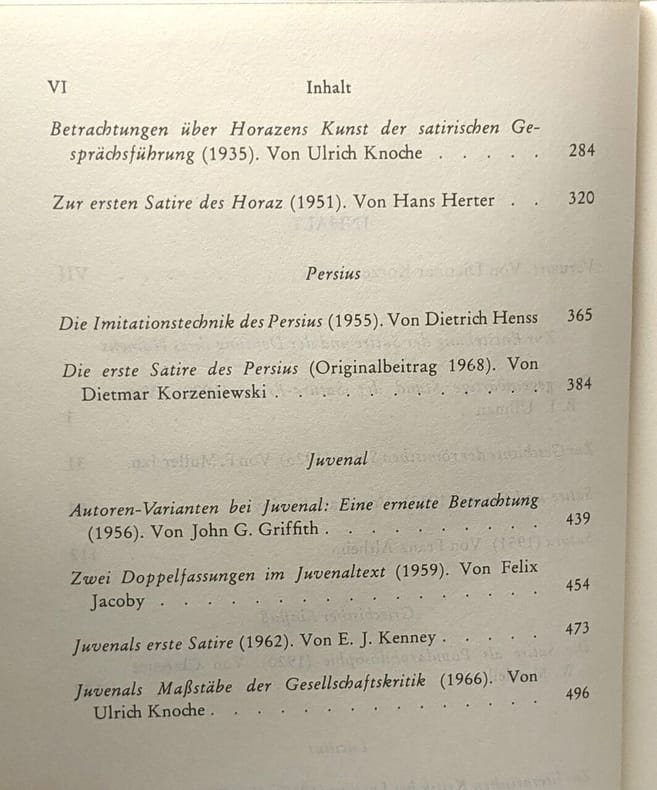 VI Inhalt
Betrachtungen über Horazens Kunst der satirischen Ge-
sprächsführung (1935). Von Ulrich Knoche . . . . . 284
Zur ersten Satire des Horaz (1951). Von Hans Herter . . 320
Persius
Die Imitationstechnik des Persius (1955). Von Dietrich Henss 365
Die erste Satire des Persius (Originalbeitrag 1968). Von
Dietmar Korzeniewski . . . . . . . . . . . . 384
Juvenal
Autoren-Varianten bei Juvenal: Eine erneute Betrachtung
(1956). Von John G. Griffith . . . . . . . . . . 439
Zwei Doppelfassungen im Juvenaltext (1959). Von Felix
Jacoby . . . . . . . . . . . . . . . . . 454
Juvenals erste Satire (1962). Von E. J. Kenney . . . . . 473
Juvenals Maßstäbe der Gesellschaftskritik (1966). Von
Ulrich Knoche . . . . . . . . . . . . . . 496